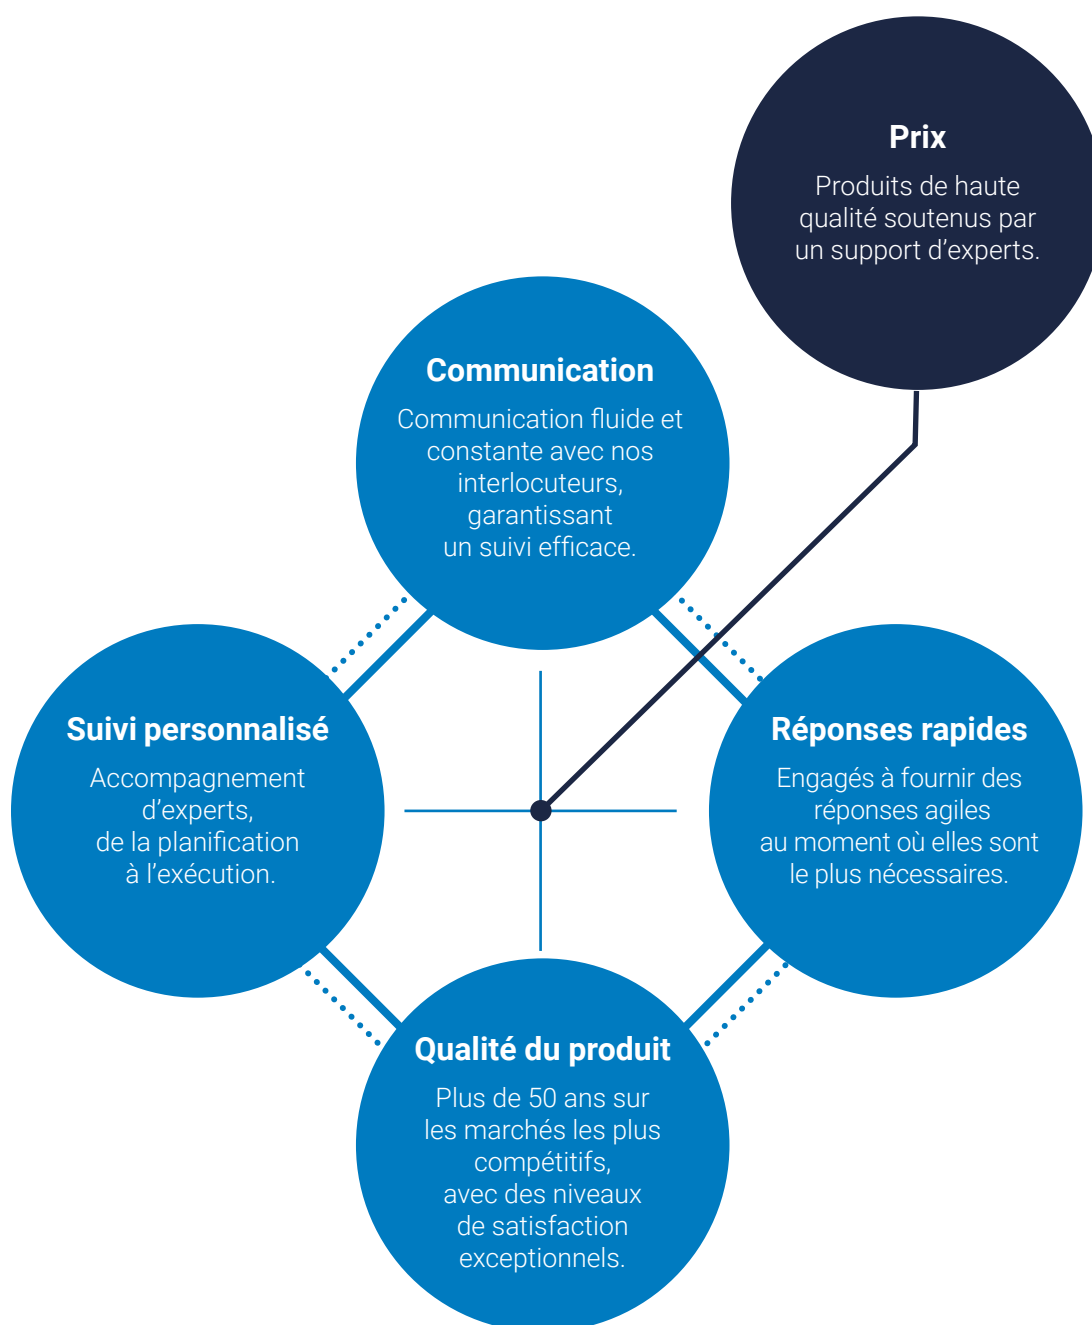 Prix
Produits de haute
qualité soutenus par
un support d’experts.
Communication
Communication fluide et
constante avec nos
interlocuteurs,
garantissant
un suivi efficace.
Suivi personnalisé
Accompagnement
d’experts,
de la planification
à l’exécution.
Réponses rapides
Engagés à fournir des
réponses agiles
au moment où elles sont
le plus nécessaires.
Qualité du produit
Plus de 50 ans sur
les marchés les plus
compétitifs,
avec des niveaux
de satisfaction
exceptionnels.